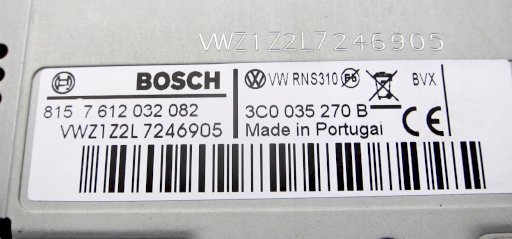 VWZ1Z2L7246905
BOSCH
VW RNS310 Pb BVX
815 7 612 032 082
3C0 035 270 B
VWZ1Z2L 7246905
Made in Portugal CE